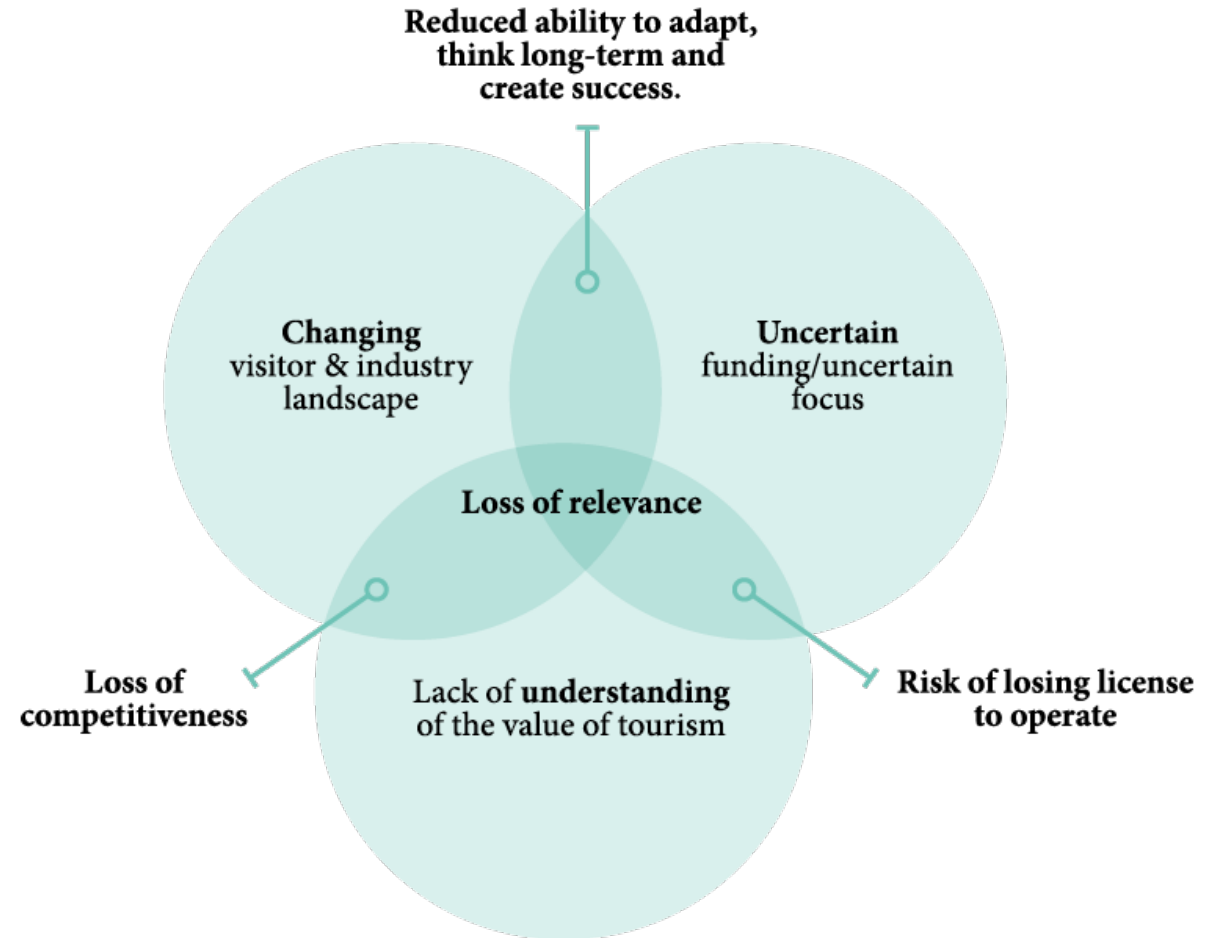 Reduced ability to adapt,
think long-term and
create success.
Changing
visitor & industry
landscape
Uncertain
funding/uncertain
focus
Loss of relevance
Loss of
competitiveness
Lack of understanding
of the value of tourism
Risk of losing license
to operate